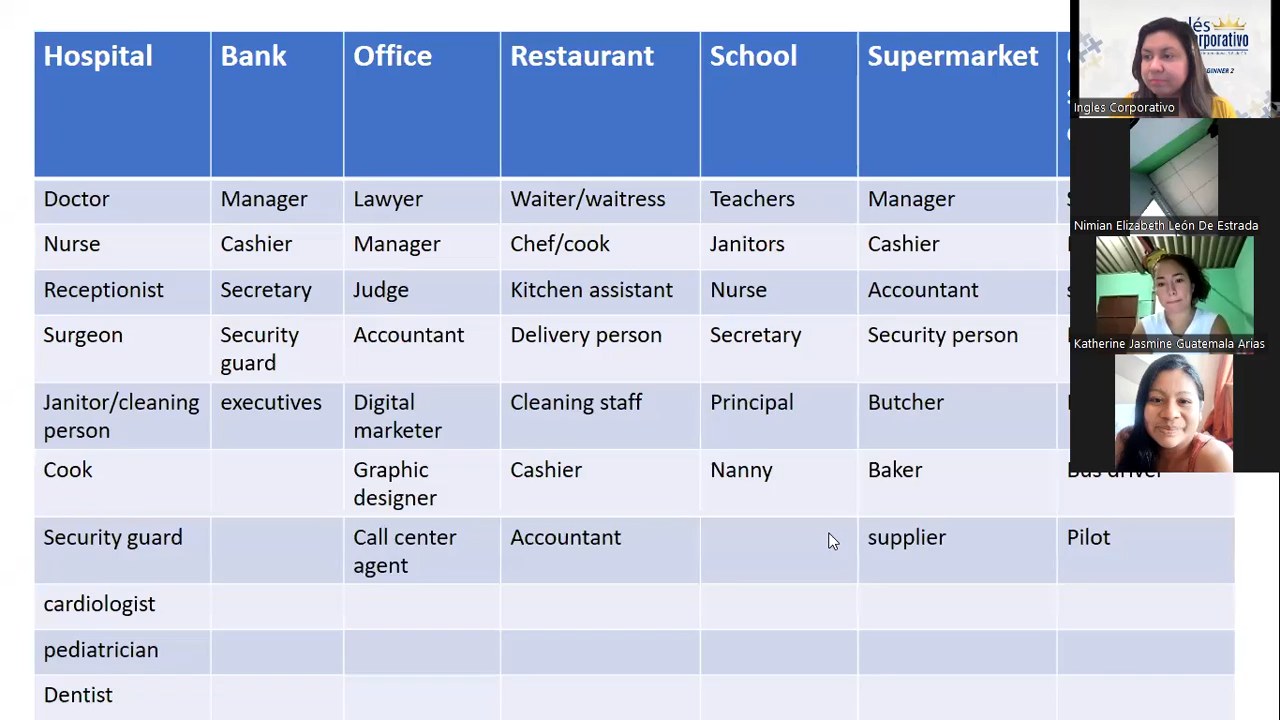 Hospital Bank Office Restaurant School Supermarket
Doctor Manager Lawyer Waiter/waitress Teachers Manager
Nurse Cashier Manager Chef/cook Janitors Cashier
Receptionist Secretary Judge Kitchen assistant Nurse Accountant
Surgeon Security guard Accountant Delivery person Secretary Security person
Janitor/cleaning person executives Digital marketer Cleaning staff Principal Butcher
Cook Graphic designer Cashier Nanny Baker Bus driver
Security guard Call center agent Accountant supplier Pilot
cardiologist
pediatrician
Dentist
Ingles Corporativo
Nimian Elizabeth León De Estrada
Katherine Jasmine Guatemala Arias